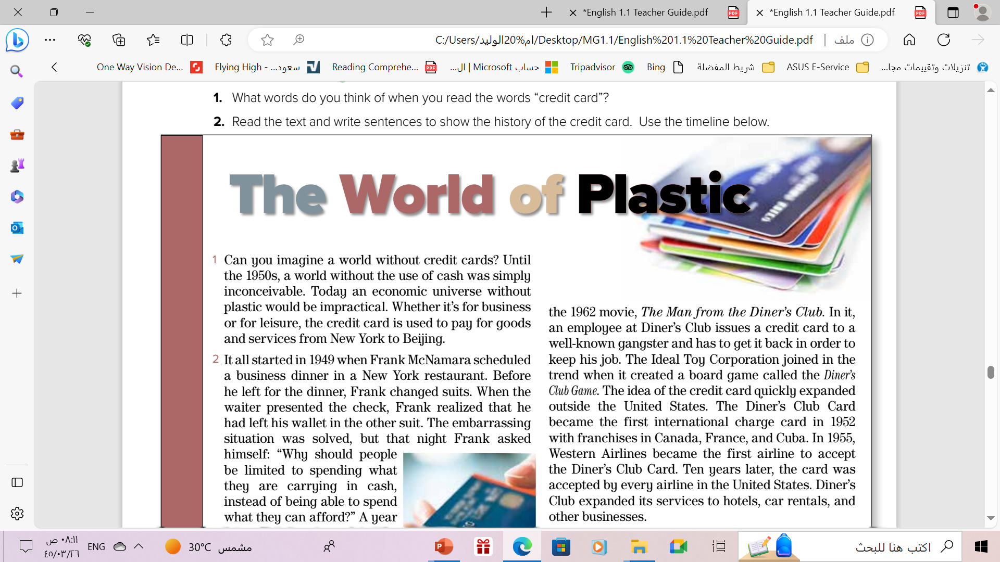 *English 1.1 Teacher Guide.pdf
*English 1.1 Teacher Guide.pdf
C:/Users/ام%20الوليد/Desktop/MG1.1/English%201.1%20Teacher%20Guide.pdf
ملف
One Way Vision De...
Flying High - سعود...
Reading Comprehe...
حساب Microsoft | ال...
Tripadvisor
Bing
شريط المفضلة
ASUS E-Service
تنزيلات وتقييمات مجا...
1. What words do you think of when you read the words “credit card”?
2. Read the text and write sentences to show the history of the credit card. Use the timeline below.
The World of Plastic
1 Can you imagine a world without credit cards? Until
the 1950s, a world without the use of cash was simply
inconceivable. Today an economic universe without
plastic would be impractical. Whether it’s for business
or for leisure, the credit card is used to pay for goods
and services from New York to Beijing.
2 It all started in 1949 when Frank McNamara scheduled
a business dinner in a New York restaurant. Before
he left for the dinner, Frank changed suits. When the
waiter presented the check, Frank realized that he
had left his wallet in the other suit. The embarrassing
situation was solved, but that night Frank asked
himself: “Why should people
be limited to spending what
they are carrying in cash,
instead of being able to spend
what they can afford?” A year
the 1962 movie, The Man from the Diner’s Club. In it,
an employee at Diner’s Club issues a credit card to a
well-known gangster and has to get it back in order to
keep his job. The Ideal Toy Corporation joined in the
trend when it created a board game called the Diner’s
Club Game. The idea of the credit card quickly expanded
outside the United States. The Diner’s Club Card
became the first international charge card in 1952
with franchises in Canada, France, and Cuba. In 1955,
Western Airlines became the first airline to accept
the Diner’s Club Card. Ten years later, the card was
accepted by every airline in the United States. Diner’s
Club expanded its services to hotels, car rentals, and
other businesses.
٠٨:١١ ص
٤٥/٠٣/٢٦
ENG
30°C مشمس
اكتب هنا للبحث